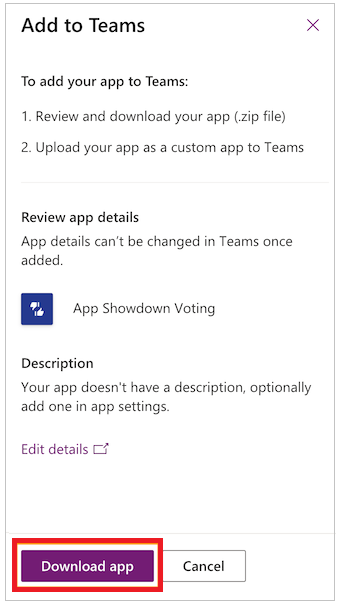 Add to Teams
To add your app to Teams:
1. Review and download your app (.zip file)
2. Upload your app as a custom app to Teams
Review app details
App details can't be changed in Teams once
added.
App Showdown Voting
Description
Your app doesn't have a description, optionally
add one in app settings.
Edit details
Download app
Cancel